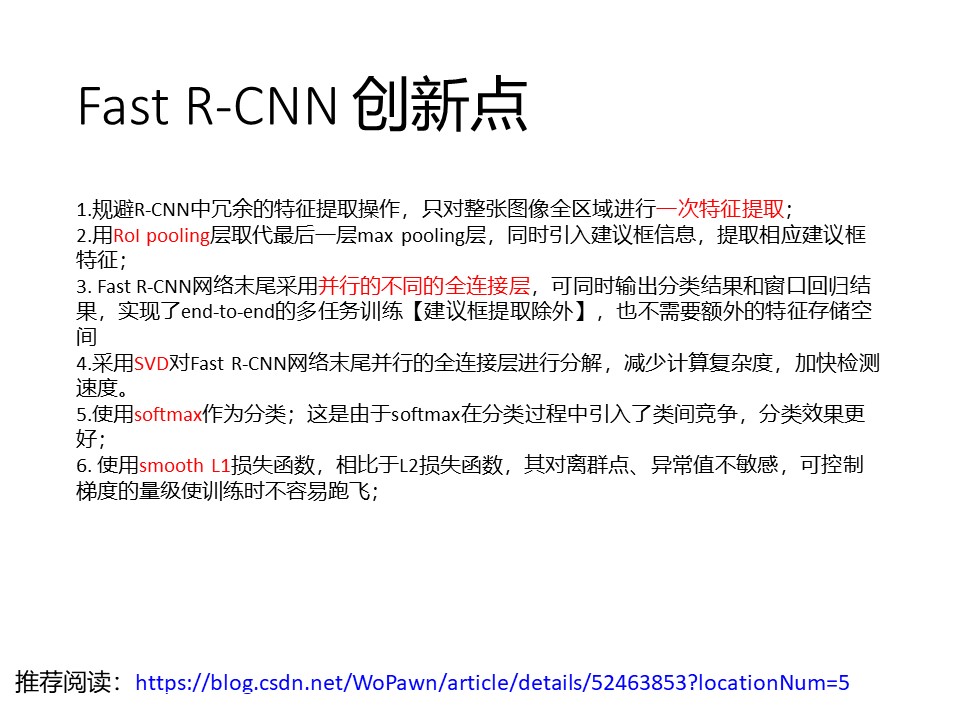 Fast R-CNN 创新点
1.规避R-CNN中冗余的特征提取操作，只对整张图像全区域进行一次特征提取；
2.用RoI pooling层取代最后一层max pooling层，同时引入建议框信息，提取相应建议框
特征；
3. Fast R-CNN网络末尾采用并行的不同的全连接层，可同时输出分类结果和窗口回归结
果，实现了end-to-end的多任务训练【建议框提取除外】，也不需要额外的特征存储空
间
4.采用SVD对Fast R-CNN网络末尾并行的全连接层进行分解，减少计算复杂度，加快检测
速度。
5.使用softmax作为分类；这是由于softmax在分类过程中引入了类间竞争，分类效果更
好；
6. 使用smooth L1损失函数，相比于L2损失函数，其对离群点、异常值不敏感，可控制
梯度的量级使训练时不容易跑飞；
推荐阅读：https://blog.csdn.net/WoPawn/article/details/52463853?locationNum=5